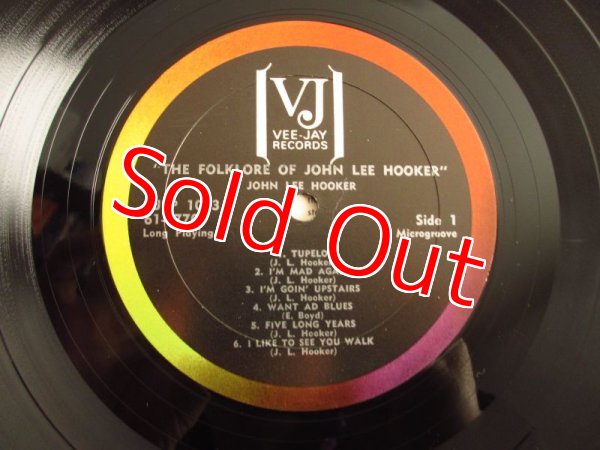 VJ
VEE-JAY
RECORDS
"THE FOLKLORE OF JOHN LEE HOOKER"
JOHN LEE HOOKER
Side 1
Long Playing
Microgroove
TUPELO
(J. L. Hooker)
2. I'M MAD AGAIN
(J. L. Hooker)
3. I'M GOIN' UPSTAIRS
(J. L. Hooker)
4. WANT AD BLUES
(E. Boyd)
5. FIVE LONG YEARS
(J. L. Hooker)
6. I LIKE TO SEE YOU WALK
(J. L. Hooker)
Sold Out